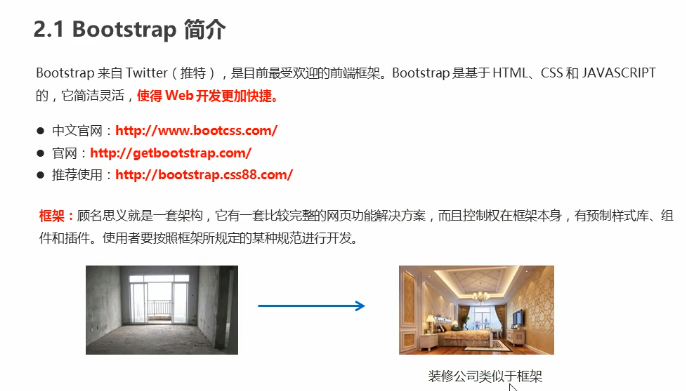 2.1 Bootstrap 简介
Bootstrap 来自 Twitter（推特），是目前最受欢迎的前端框架。Bootstrap 是基于 HTML、CSS 和 JAVASCRIPT
的，它简洁灵活，使得 Web 开发更加快捷。
● 中文官网：http://www.bootcss.com/
● 官网：http://getbootstrap.com/
● 推荐使用：http://bootstrap.css88.com/
框架：顾名思义就是一套架构，它有一套比较完整的网页功能解决方案，而且控制权在框架本身，有预制样式库、组
件和插件。使用者要按照框架所规定的某种规范进行开发。
装修公司类似于框架